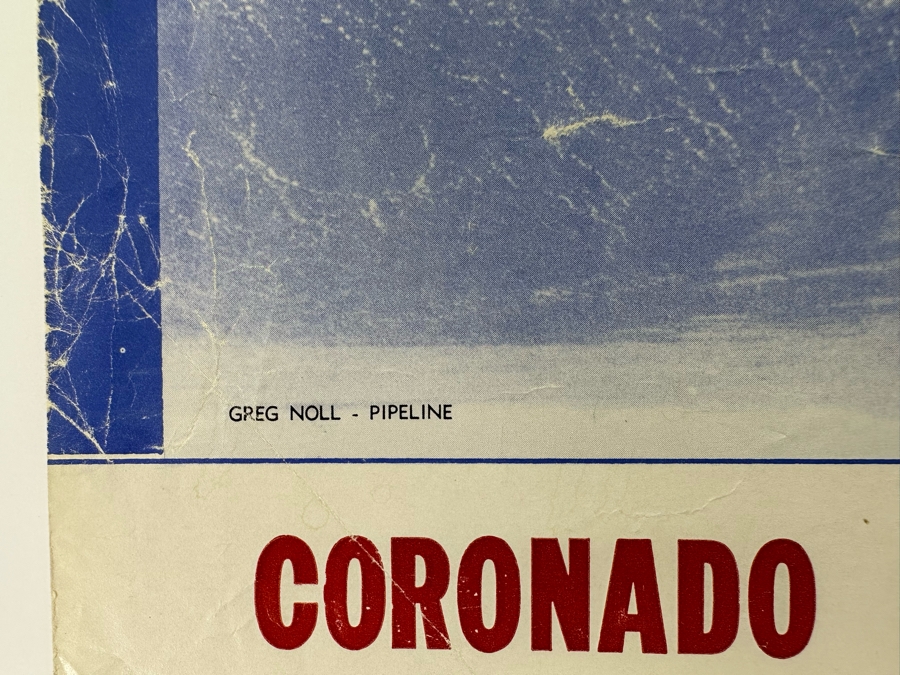 GREG NOLL - PIPELINE
CORONADO